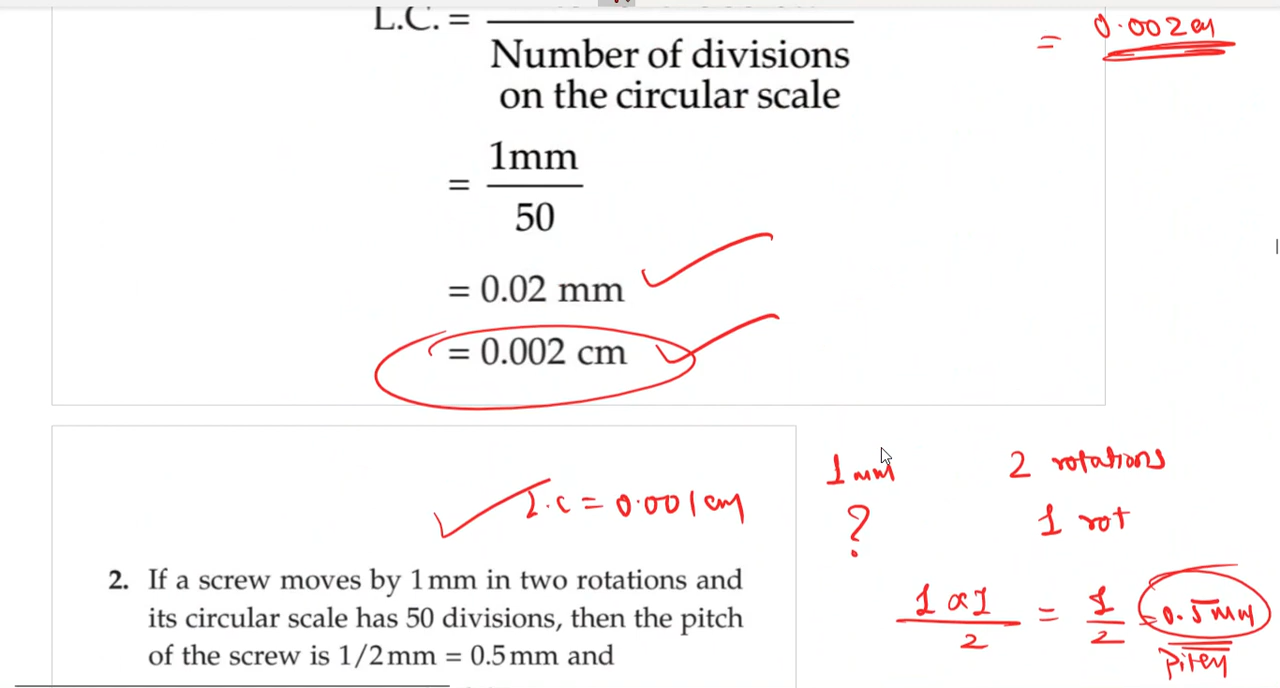 L.C. =
Number of divisions
on the circular scale
= 1mm
50
= 0.02 mm
= 0.002 cm
= 0.002 cm
L.C = 0.001 cm
1 mm 2 rotations
? 1 rot
1 x 1 / 2 = 1 / 2 = 0.5 mm
Pitch
2. If a screw moves by 1 mm in two rotations and
its circular scale has 50 divisions, then the pitch
of the screw is 1/2 mm = 0.5 mm and